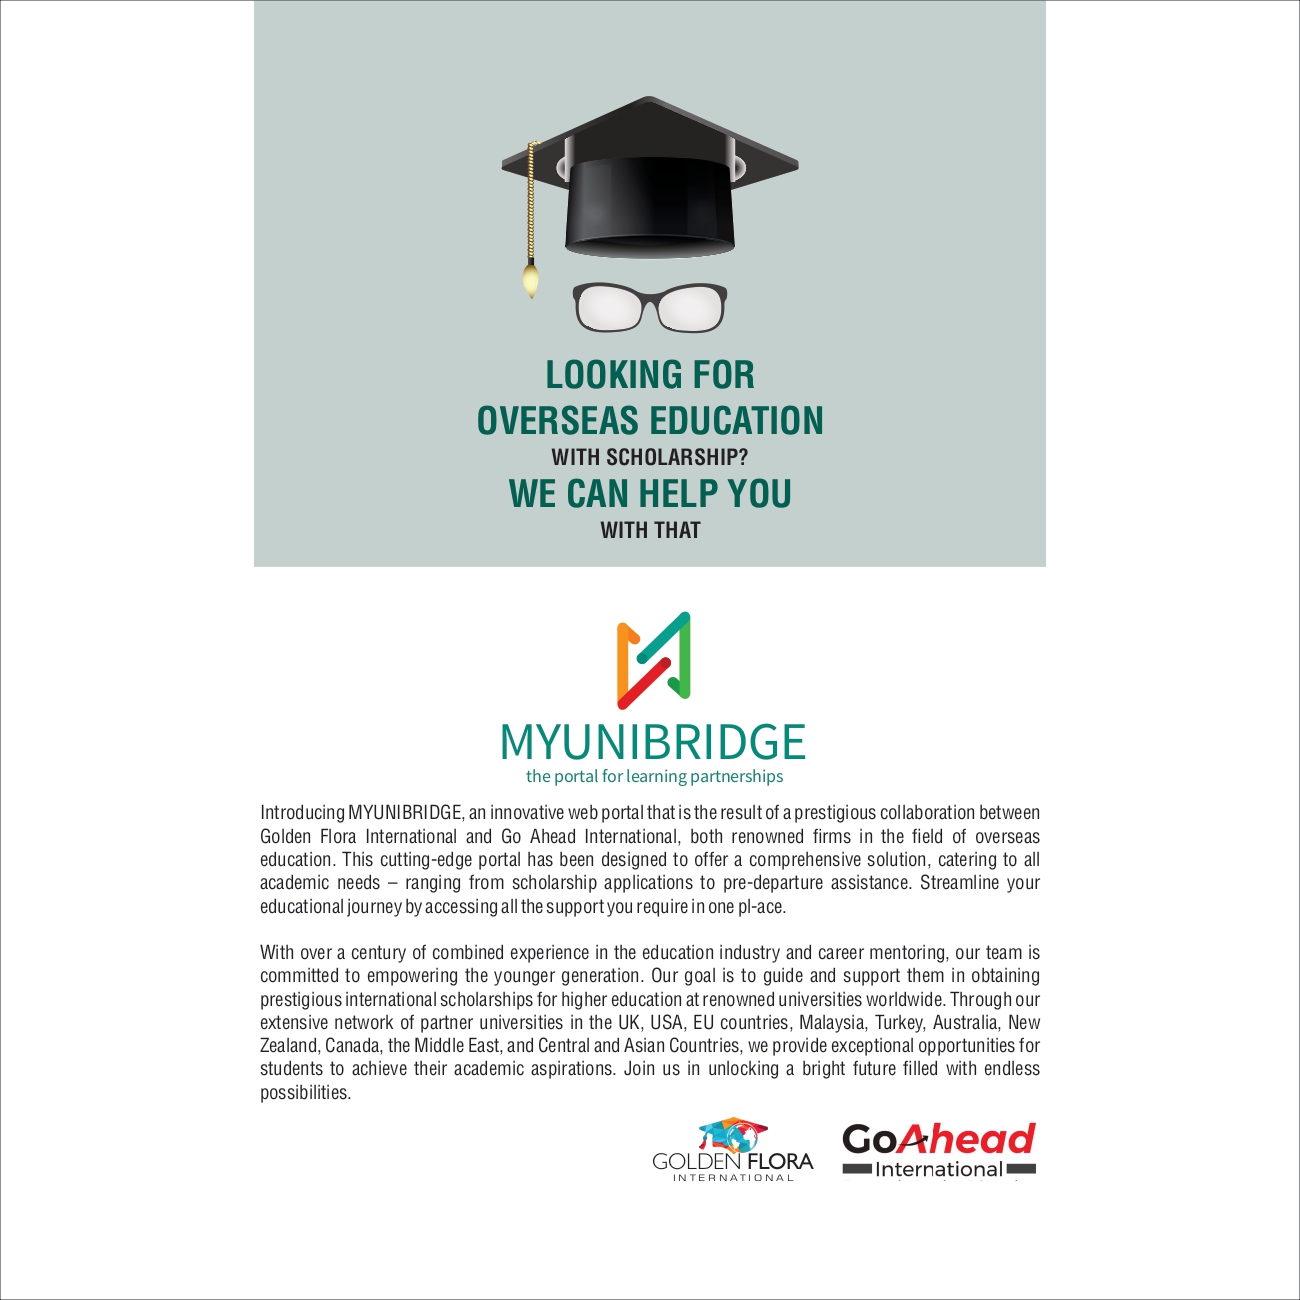 LOOKING FOR
OVERSEAS EDUCATION
WITH SCHOLARSHIP?
WE CAN HELP YOU
WITH THAT
MYUNIBRIDGE
the portal for learning partnerships
Introducing MYUNIBRIDGE, an innovative web portal that is the result of a prestigious collaboration between
Golden Flora International and Go Ahead International, both renowned firms in the field of overseas
education. This cutting-edge portal has been designed to offer a comprehensive solution, catering to all
academic needs – ranging from scholarship applications to pre-departure assistance. Streamline your
educational journey by accessing all the support you require in one pl-ace.
With over a century of combined experience in the education industry and career mentoring, our team is
committed to empowering the younger generation. Our goal is to guide and support them in obtaining
prestigious international scholarships for higher education at renowned universities worldwide. Through our
extensive network of partner universities in the UK, USA, EU countries, Malaysia, Turkey, Australia, New
Zealand, Canada, the Middle East, and Central and Asian Countries, we provide exceptional opportunities for
students to achieve their academic aspirations. Join us in unlocking a bright future filled with endless
possibilities.
GOLDEN FLORA
INTERNATIONAL
GoAhead
International